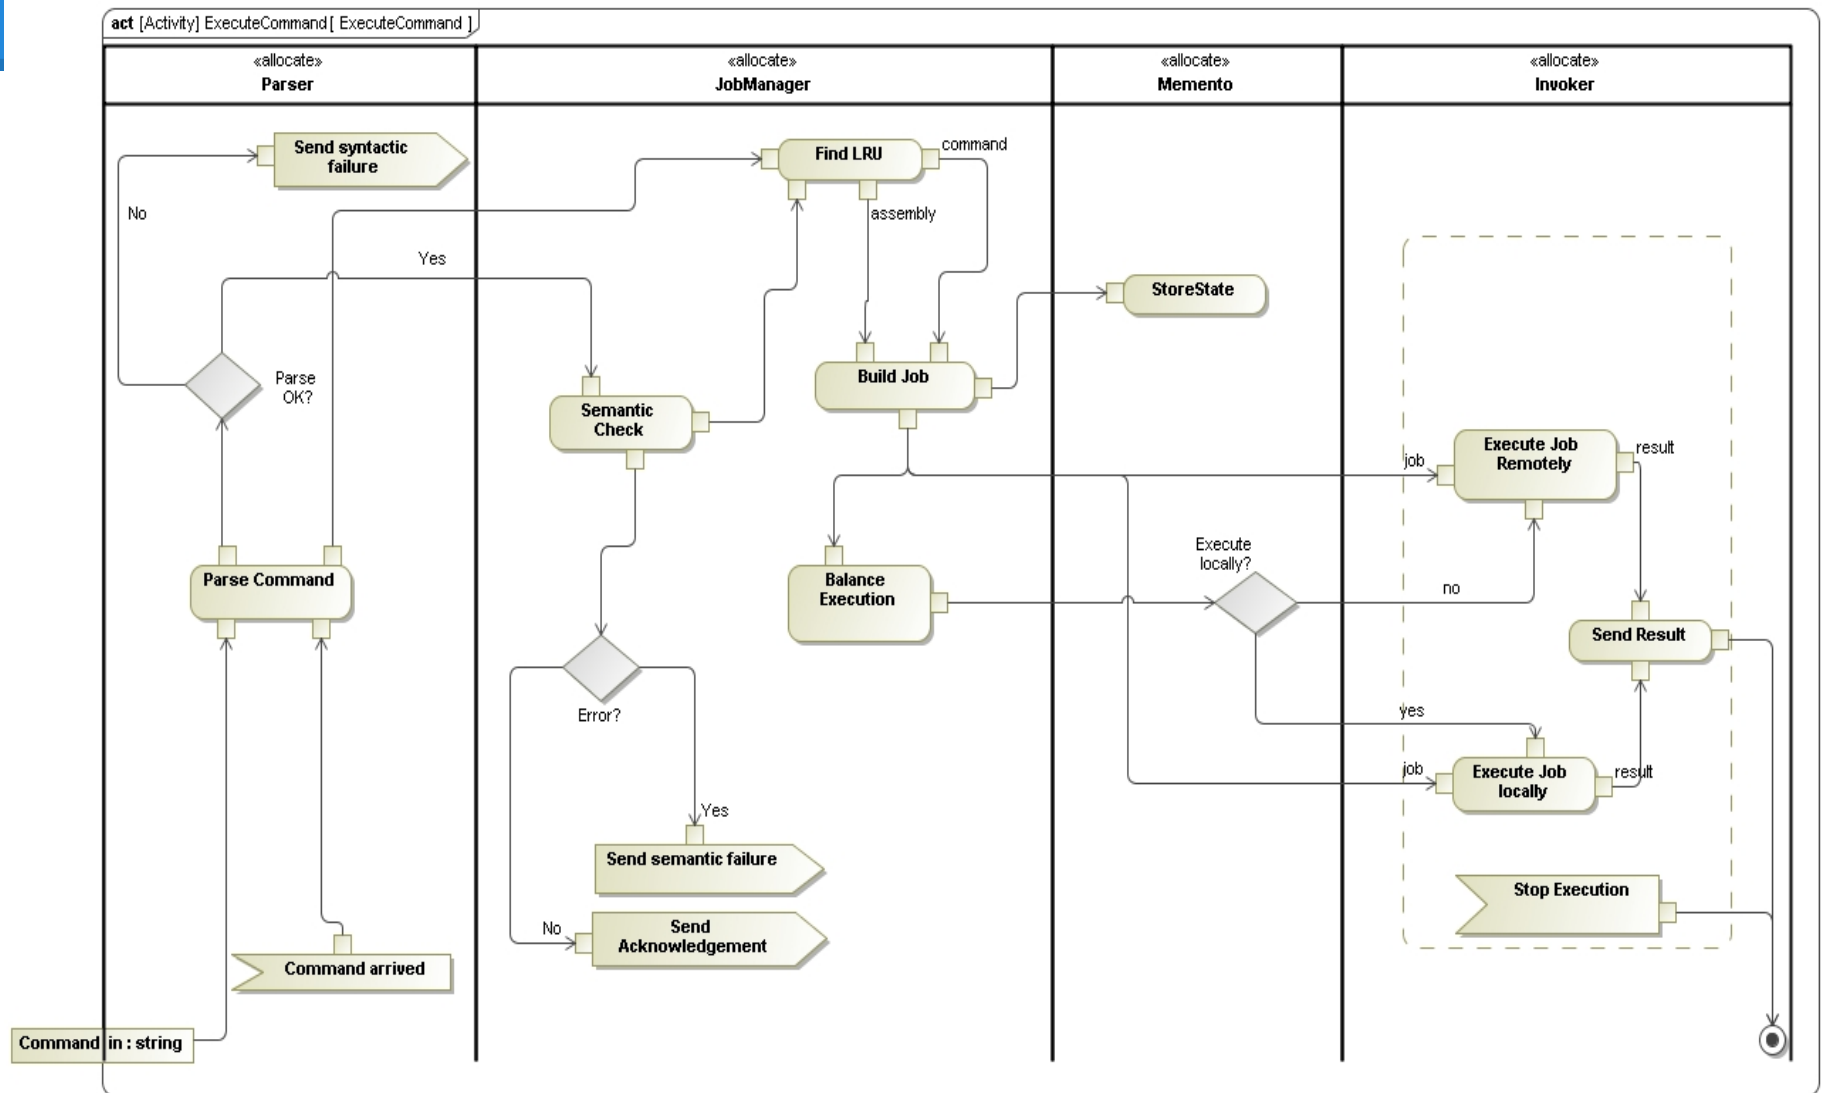 act [Activity] ExecuteCommand[ ExecuteCommand ]
«allocate»
Parser
«allocate»
JobManager
«allocate»
Memento
«allocate»
Invoker
Send syntactic
failure
No
Yes
Parse
OK?
Parse Command
Command arrived
Command in : string
Find LRU
command
assembly
Build Job
Semantic
Check
Balance
Execution
Error?
Yes
Send semantic failure
No
Send
Acknowledgement
StoreState
Execute
locally?
job
Execute Job
Remotely
result
no
Send Result
yes
job
Execute Job
locally
result
Stop Execution